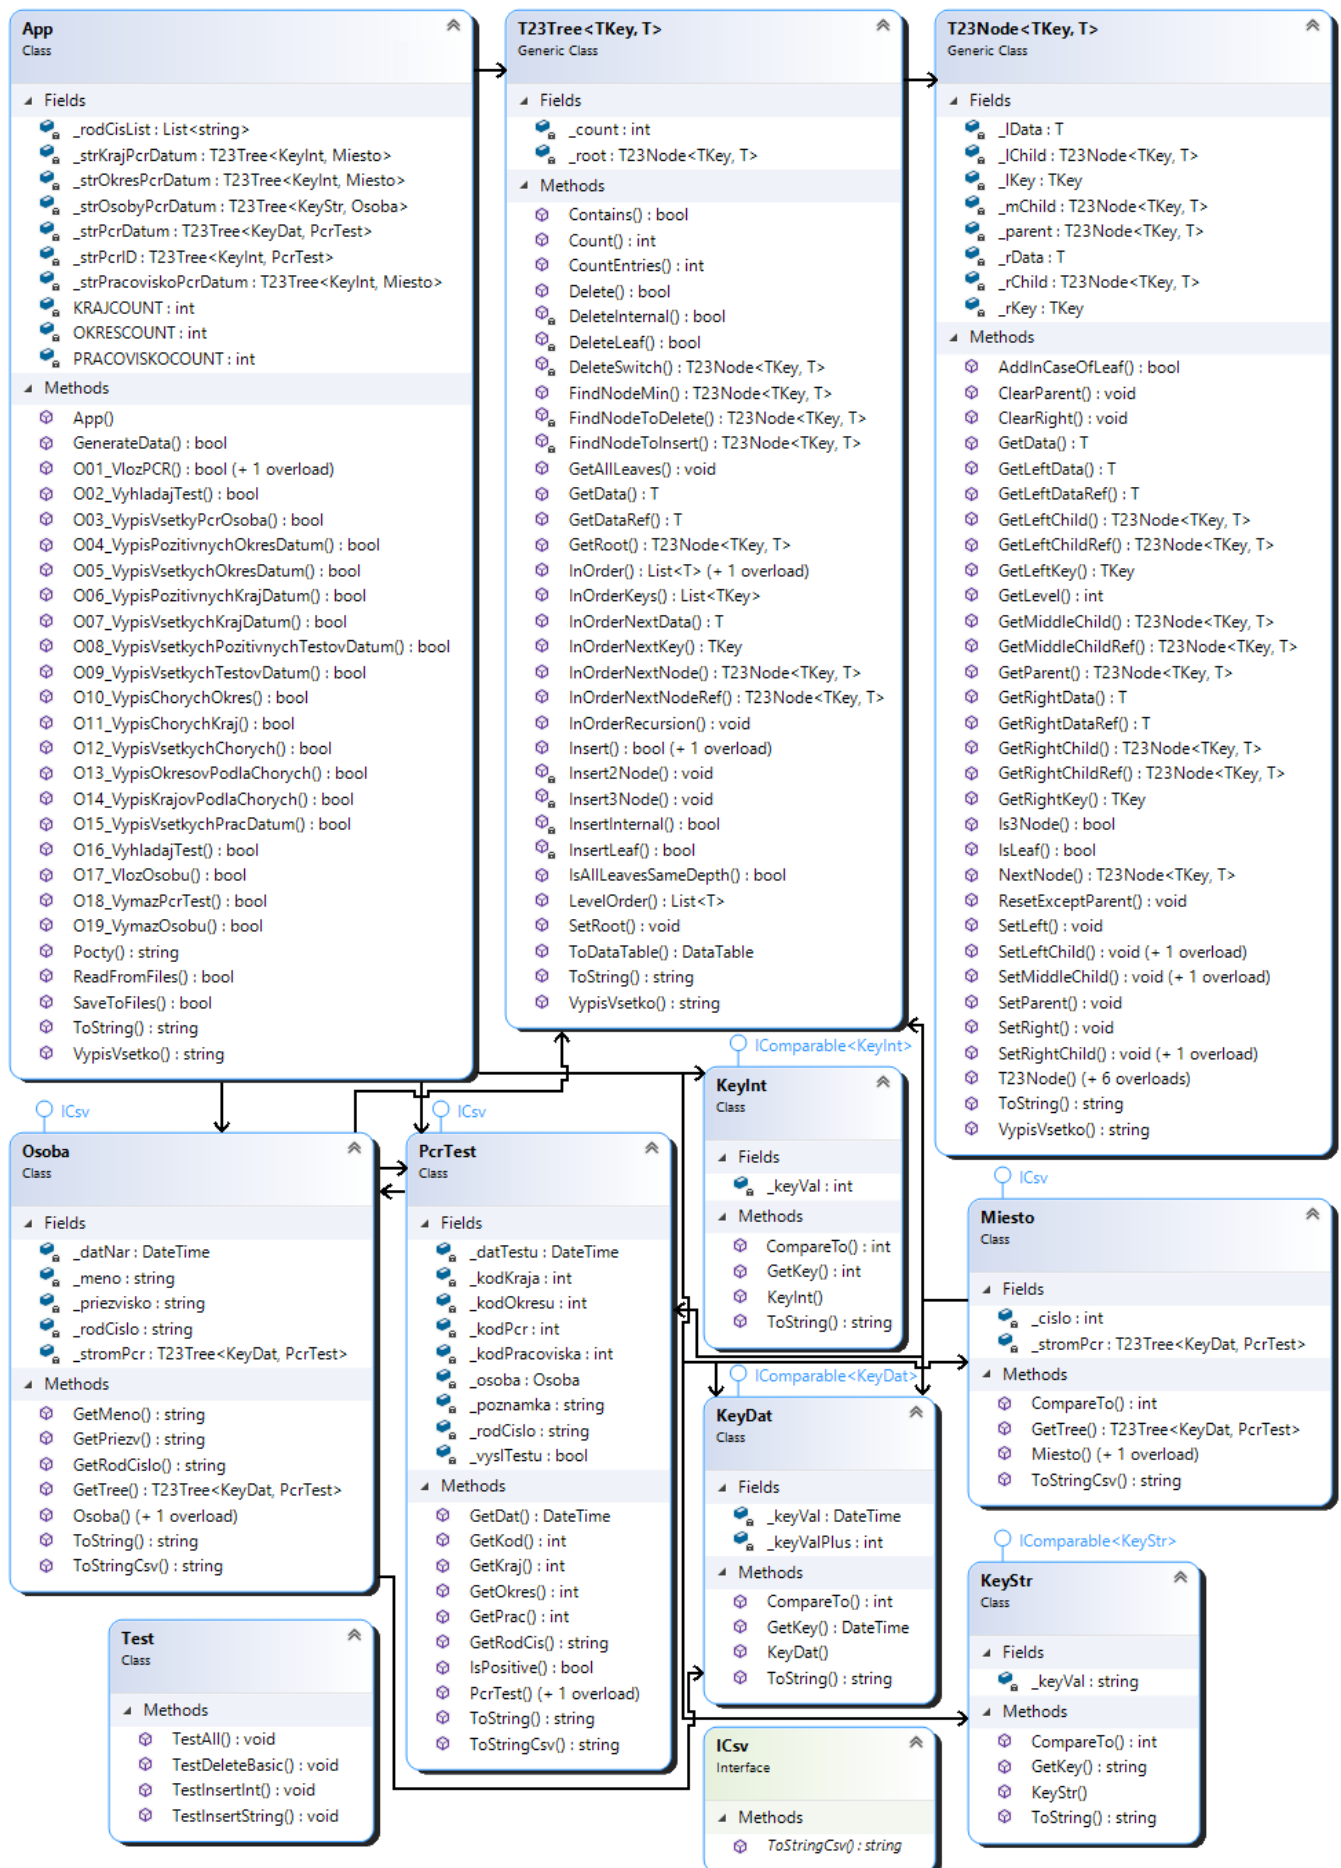 App
Class
Fields
_rodCisList : List<string>
_strKrajPcrDatum : T23Tree<KeyInt, Miesto>
_strOkresPcrDatum : T23Tree<KeyInt, Miesto>
_strOsobyPcrDatum : T23Tree<KeyStr, Osoba>
_strPcrDatum : T23Tree<KeyDat, PcrTest>
_strPcrID : T23Tree<KeyInt, PcrTest>
_strPracoviskoPcrDatum : T23Tree<KeyInt, Miesto>
KRAJCOUNT : int
OKRESCOUNT : int
PRACOVISKOCOUNT : int
Methods
App()
GenerateData() : bool
O01_VlozPCR() : bool (+ 1 overload)
O02_VyhladajTest() : bool
O03_VypisVsetkyPcrOsoba() : bool
O04_VypisPozitivnychOkresDatum() : bool
O05_VypisVsetkychOkresDatum() : bool
O06_VypisPozitivnychKrajDatum() : bool
O07_VypisVsetkychKrajDatum() : bool
O08_VypisVsetkychPozitivnychTestovDatum() : bool
O09_VypisVsetkychTestovDatum() : bool
O10_VypisChorychOkres() : bool
O11_VypisChorychKraj() : bool
O12_VypisVsetkychChorych() : bool
O13_VypisOkresovPodlaChorych() : bool
O14_VypisKrajovPodlaChorych() : bool
O15_VypisVsetkychPracDatum() : bool
O16_VyhladajTest() : bool
O17_VlozOsobu() : bool
O18_VymazPcrTest() : bool
O19_VymazOsobu() : bool
Pocty() : string
ReadFromFiles() : bool
SaveToFiles() : bool
ToString() : string
VypisVsetko() : string
T23Tree<TKey, T>
Generic Class
Fields
_count : int
_root : T23Node<TKey, T>
Methods
Contains() : bool
Count() : int
CountEntries() : int
Delete() : bool
DeleteInternal() : bool
DeleteLeaf() : bool
DeleteSwitch() : T23Node<TKey, T>
FindNodeMin() : T23Node<TKey, T>
FindNodeToDelete() : T23Node<TKey, T>
FindNodeToInsert() : T23Node<TKey, T>
GetAllLeaves() : void
GetData() : T
GetDataRef() : T
GetRoot() : T23Node<TKey, T>
InOrder() : List<T> (+ 1 overload)
InOrderKeys() : List<TKey>
InOrderNextData() : T
InOrderNextKey() : TKey
InOrderNextNode() : T23Node<TKey, T>
InOrderNextNodeRef() : T23Node<TKey, T>
InOrderRecursion() : void
Insert() : bool (+ 1 overload)
Insert2Node() : void
Insert3Node() : void
InsertInternal() : bool
InsertLeaf() : bool
IsAllLeavesSameDepth() : bool
LevelOrder() : List<T>
SetRoot() : void
ToDataTable() : DataTable
ToString() : string
VypisVsetko() : string
T23Node<TKey, T>
Generic Class
Fields
_lData : T
_lChild : T23Node<TKey, T>
_lKey : TKey
_mChild : T23Node<TKey, T>
_parent : T23Node<TKey, T>
_rData : T
_rChild : T23Node<TKey, T>
_rKey : TKey
Methods
AddInCaseOfLeaf() : bool
ClearParent() : void
ClearRight() : void
GetData() : T
GetLeftData() : T
GetLeftDataRef() : T
GetLeftChild() : T23Node<TKey, T>
GetLeftChildRef() : T23Node<TKey, T>
GetLeftKey() : TKey
GetLevel() : int
GetMiddleChild() : T23Node<TKey, T>
GetMiddleChildRef() : T23Node<TKey, T>
GetParent() : T23Node<TKey, T>
GetRightData() : T
GetRightDataRef() : T
GetRightChild() : T23Node<TKey, T>
GetRightChildRef() : T23Node<TKey, T>
GetRightKey() : TKey
Is3Node() : bool
IsLeaf() : bool
NextNode() : T23Node<TKey, T>
ResetExceptParent() : void
SetLeft() : void
SetLeftChild() : void (+ 1 overload)
SetMiddleChild() : void (+ 1 overload)
SetParent() : void
SetRight() : void
SetRightChild() : void (+ 1 overload)
T23Node() (+ 6 overloads)
ToString() : string
VypisVsetko() : string
ICsv
Osoba
Class
Fields
_datNar : DateTime
_meno : string
_priezvisko : string
_rodCislo : string
_stromPcr : T23Tree<KeyDat, PcrTest>
Methods
GetMeno() : string
GetPriezv() : string
GetRodCislo() : string
GetTree() : T23Tree<KeyDat, PcrTest>
Osoba() (+ 1 overload)
ToString() : string
ToStringCsv() : string
ICsv
PcrTest
Class
Fields
_datTestu : DateTime
_kodKraja : int
_kodOkresu : int
_kodPcr : int
_kodPracoviska : int
_osoba : Osoba
_poznamka : string
_rodCislo : string
_vyslTestu : bool
Methods
GetDat() : DateTime
GetKod() : int
GetKraj() : int
GetOkres() : int
GetPrac() : int
GetRodCis() : string
IsPositive() : bool
PcrTest() (+ 1 overload)
ToString() : string
ToStringCsv() : string
IComparable<KeyInt>
KeyInt
Class
Fields
_keyVal : int
Methods
CompareTo() : int
GetKey() : int
KeyInt()
ToString() : string
ICsv
Miesto
Class
Fields
_cislo : int
_stromPcr : T23Tree<KeyDat, PcrTest>
Methods
CompareTo() : int
GetTree() : T23Tree<KeyDat, PcrTest>
Miesto() (+ 1 overload)
ToStringCsv() : string
IComparable<KeyDat>
KeyDat
Class
Fields
_keyVal : DateTime
_keyValPlus : int
Methods
CompareTo() : int
GetKey() : DateTime
KeyDat()
ToString() : string
IComparable<KeyStr>
KeyStr
Class
Fields
_keyVal : string
Methods
CompareTo() : int
GetKey() : string
KeyStr()
ToString() : string
Test
Class
Methods
TestAll() : void
TestDeleteBasic() : void
TestInsertInt() : void
TestInsertString() : void
ICsv
Interface
Methods
ToStringCsv() : string